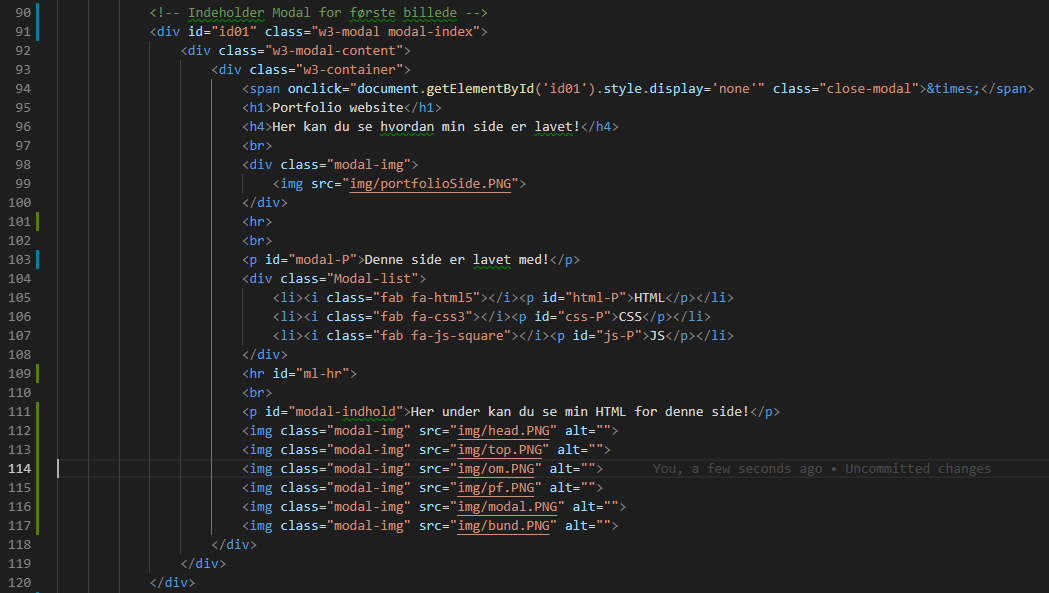 90 <!-- Indeholder Modal for første billede -->
91 <div id="id01" class="w3-modal modal-index">
92 <div class="w3-modal-content">
93 <div class="w3-container">
94 <span onclick="document.getElementById('id01').style.display='none'" class="close-modal">&times;</span>
95 <h1>Portfolio website</h1>
96 <h4>Her kan du se hvordan min side er lavet!</h4>
97 <br>
98 <div class="modal-img">
99 <img src="img/portfolioSide.PNG">
100 </div>
101 <hr>
102 <br>
103 <p id="modal-P">Denne side er lavet med!</p>
104 <div class="Modal-list">
105 <li><i class="fab fa-html5"></i><p id="html-P">HTML</p></li>
106 <li><i class="fab fa-css3"></i><p id="css-P">CSS</p></li>
107 <li><i class="fab fa-js-square"></i><p id="js-P">JS</p></li>
108 </div>
109 <hr id="ml-hr">
110 <br>
111 <p id="modal-indhold">Her under kan du se min HTML for denne side!</p>
112 <img class="modal-img" src="img/head.PNG" alt="">
113 <img class="modal-img" src="img/top.PNG" alt="">
114 <img class="modal-img" src="img/om.PNG" alt=""> You, a few seconds ago • Uncommitted changes
115 <img class="modal-img" src="img/pf.PNG" alt="">
116 <img class="modal-img" src="img/modal.PNG" alt="">
117 <img class="modal-img" src="img/bund.PNG" alt="">
118 </div>
119 </div>
120 </div>